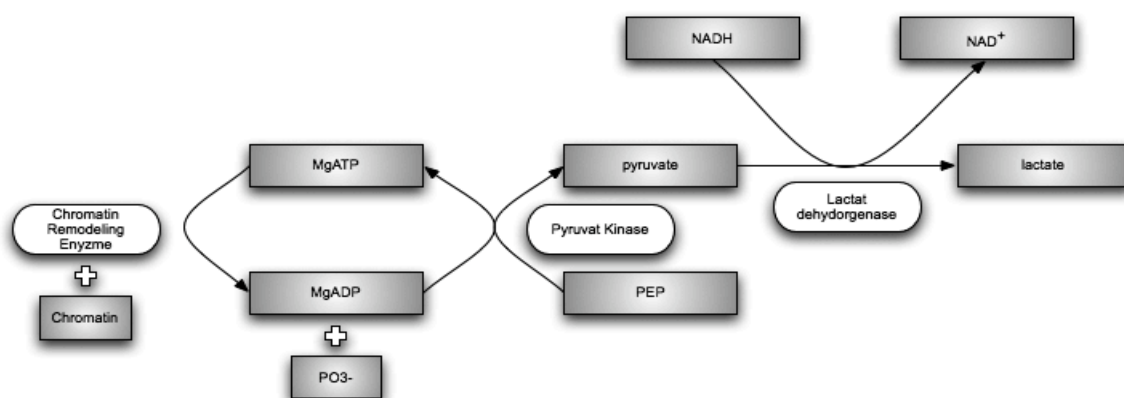 NADH
NAD+
MgATP
pyruvate
lactate
Chromatin
Remodeling
Enyzme
Pyruvat Kinase
Lactat
dehydorgenase
Chromatin
MgADP
PEP
PO3-